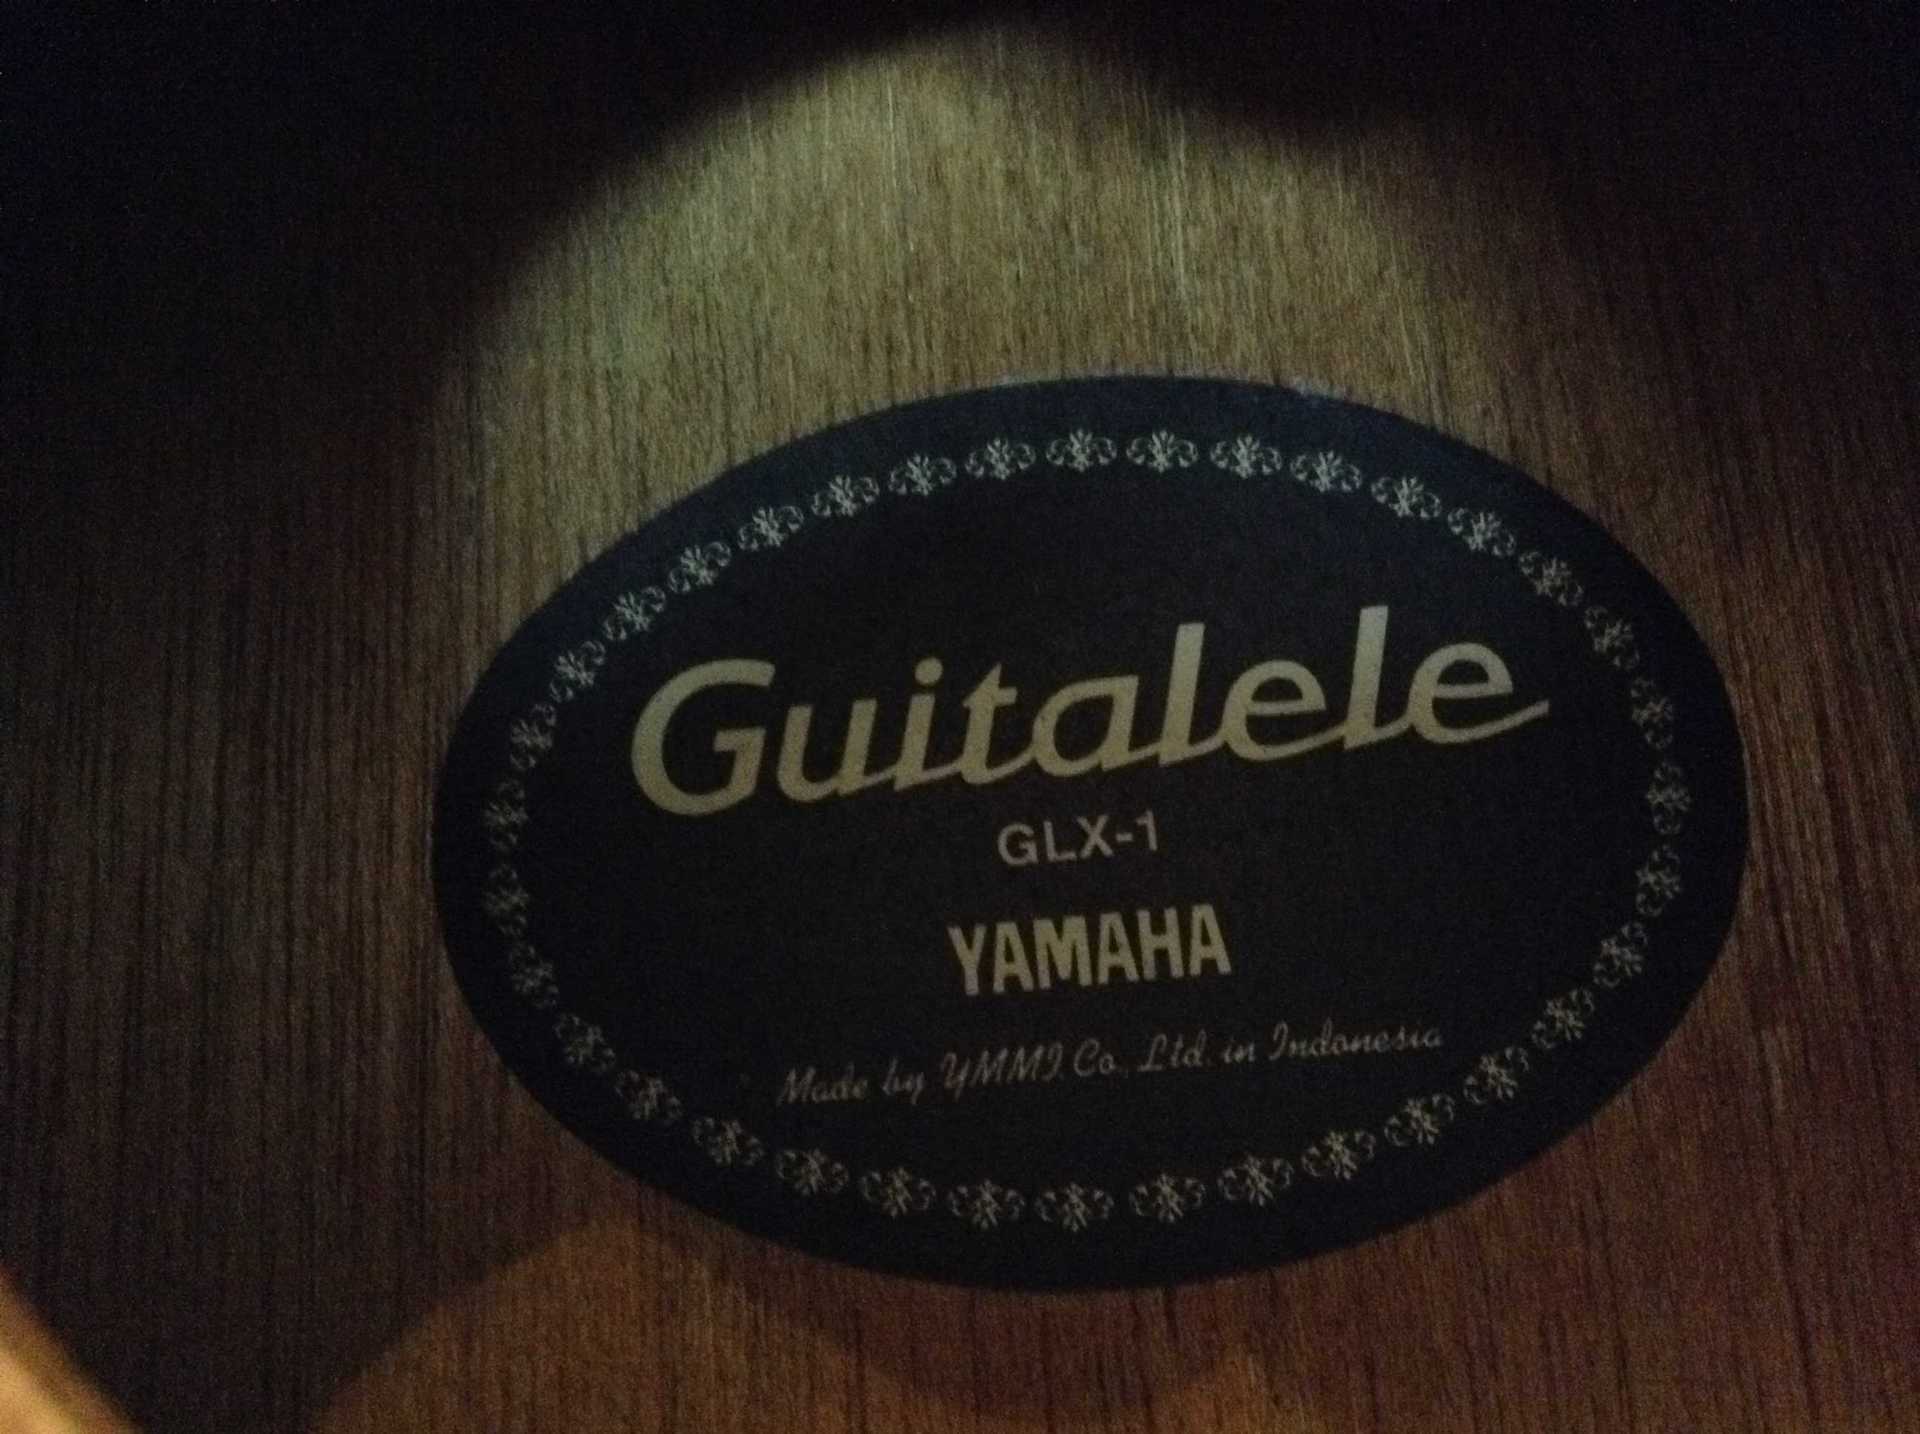 Guitalele
GLX-1
YAMAHA
Made by YMMI. Co., Ltd. in Indonesia